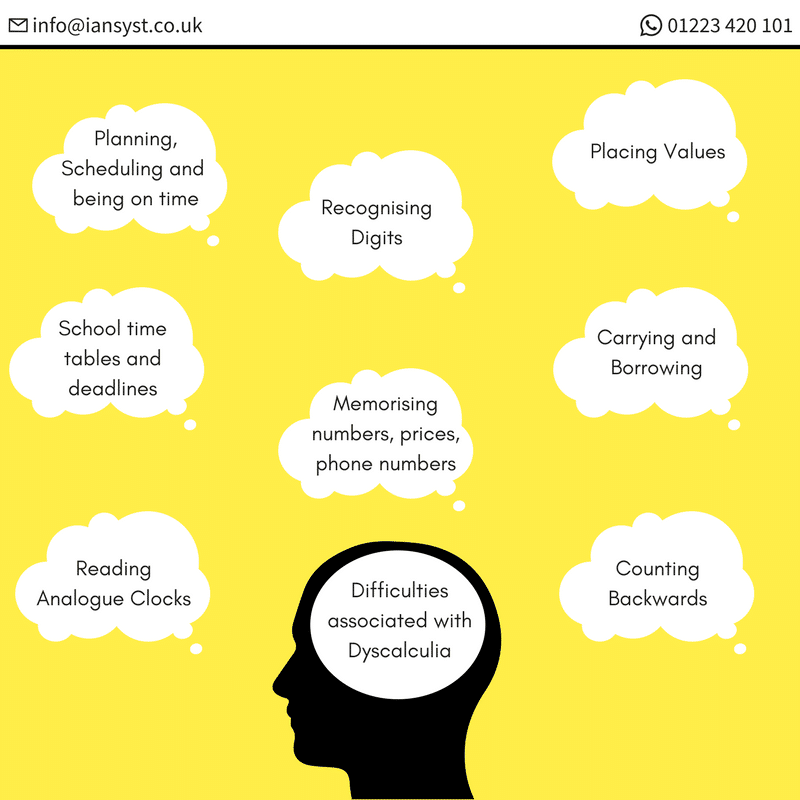 info@iansyst.co.uk
01223 420 101
Planning,
Scheduling and
being on time
Recognising
Digits
Placing Values
School time
tables and
deadlines
Memorising
numbers, prices,
phone numbers
Carrying and
Borrowing
Reading
Analogue Clocks
Difficulties
associated with
Dyscalculia
Counting
Backwards